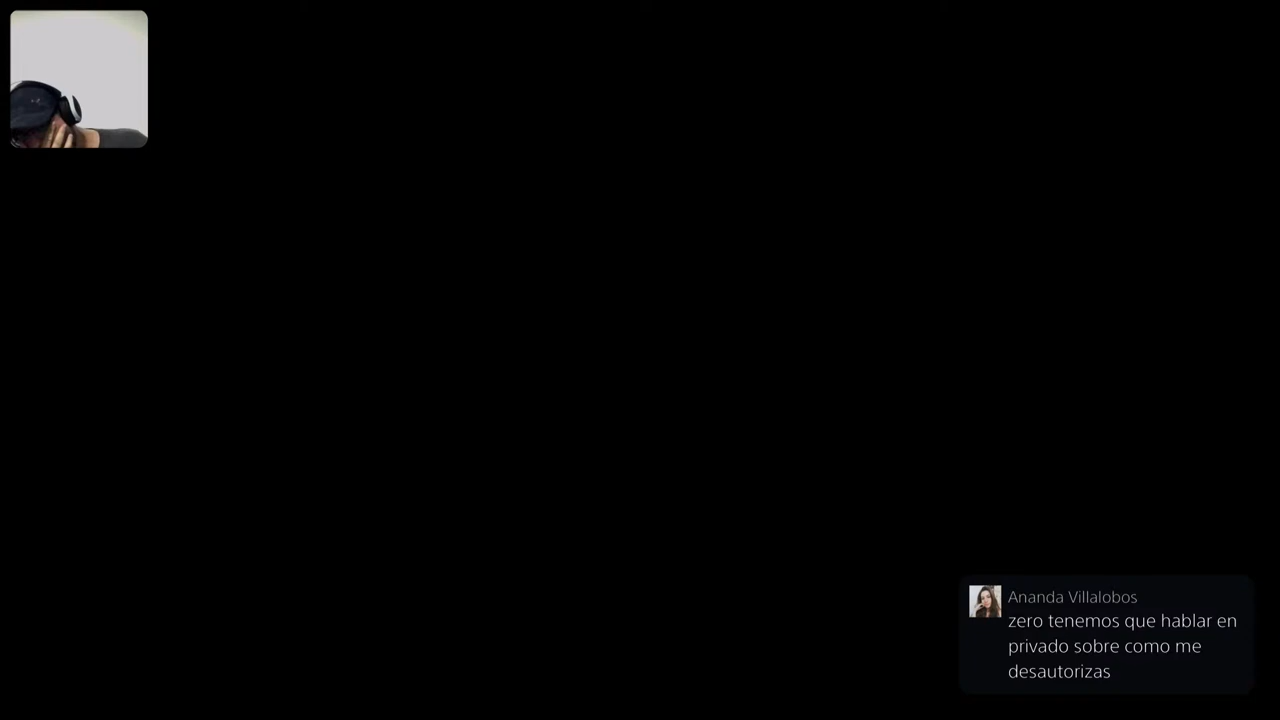 Ananda Villalobos
zero tenemos que hablar en
privado sobre como me
desautorizas